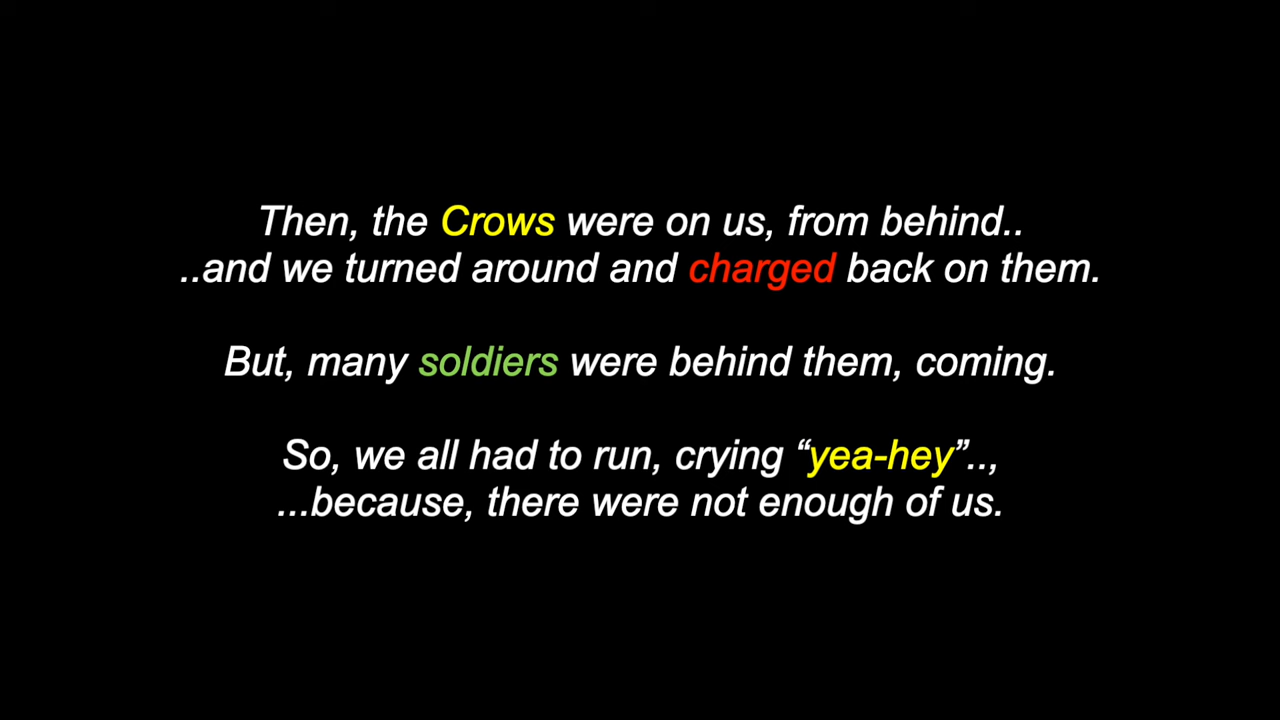 Then, the Crows were on us, from behind..
..and we turned around and charged back on them.
But, many soldiers were behind them, coming.
So, we all had to run, crying “yea-hey”..,
...because, there were not enough of us.